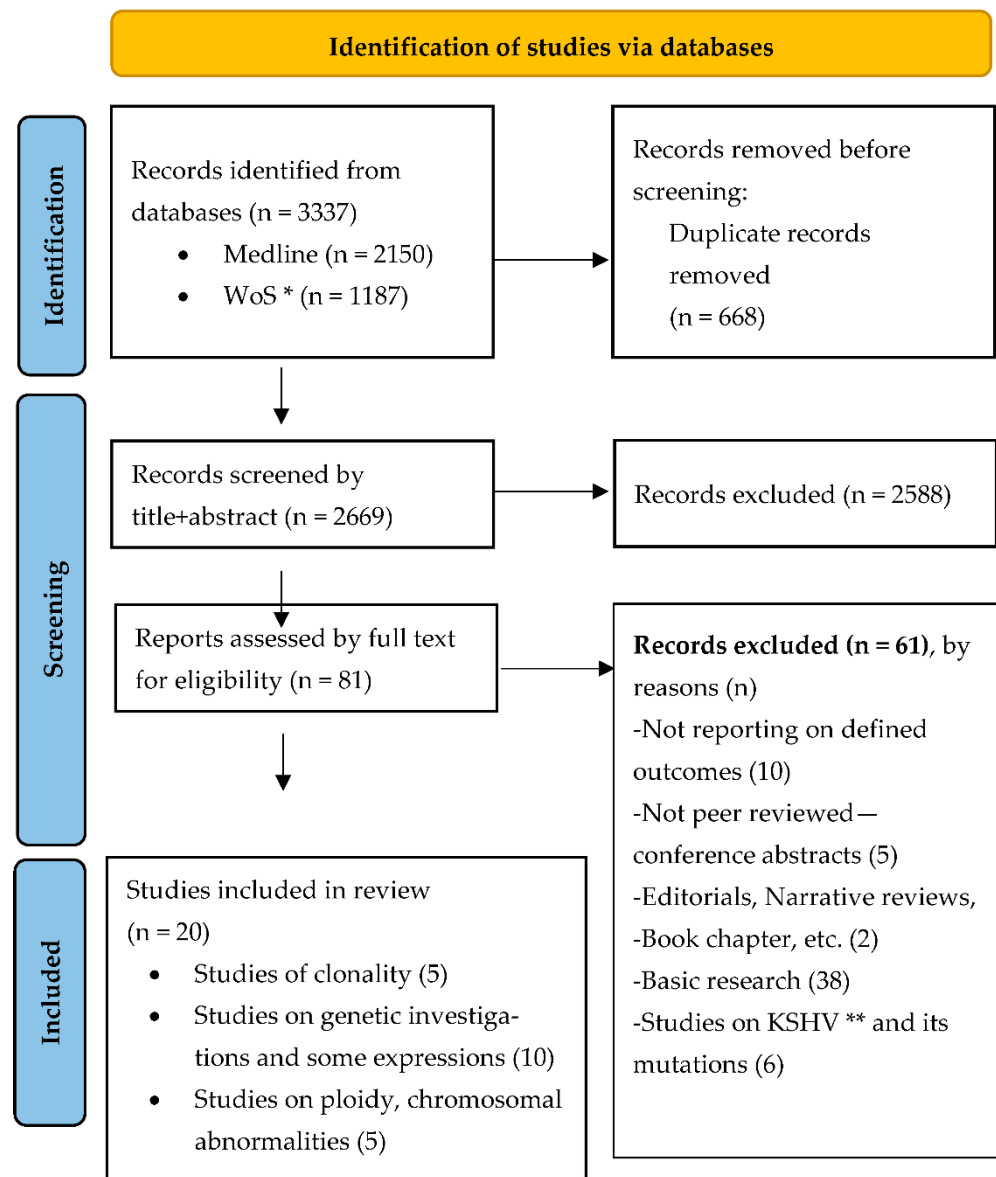 Identification of studies via databases
Identification
Records identified from
databases (n = 3337)
• Medline (n = 2150)
• WoS * (n = 1187)
Records removed before
screening:
Duplicate records
removed
(n = 668)
Screening
Records screened by
title+abstract (n = 2669)
Records excluded (n = 2588)
Reports assessed by full text
for eligibility (n = 81)
Records excluded (n = 61), by
reasons (n)
-Not reporting on defined
outcomes (10)
-Not peer reviewed—
conference abstracts (5)
-Editorials, Narrative reviews,
-Book chapter, etc. (2)
-Basic research (38)
-Studies on KSHV ** and its
mutations (6)
Included
Studies included in review
(n = 20)
• Studies of clonality (5)
• Studies on genetic investiga-
tions and some expressions (10)
• Studies on ploidy, chromosomal
abnormalities (5)